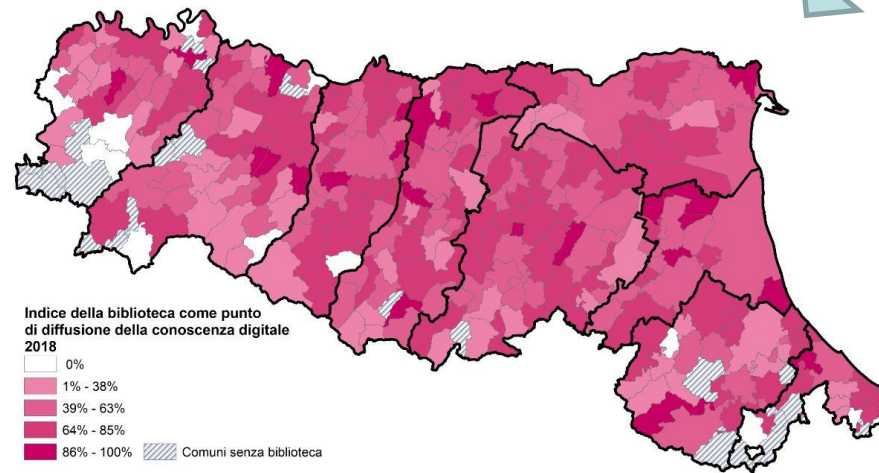 Indice della biblioteca come punto
di diffusione della conoscenza digitale
2018
0%
1% - 38%
39% - 63%
64% - 85%
86% - 100%
Comuni senza biblioteca